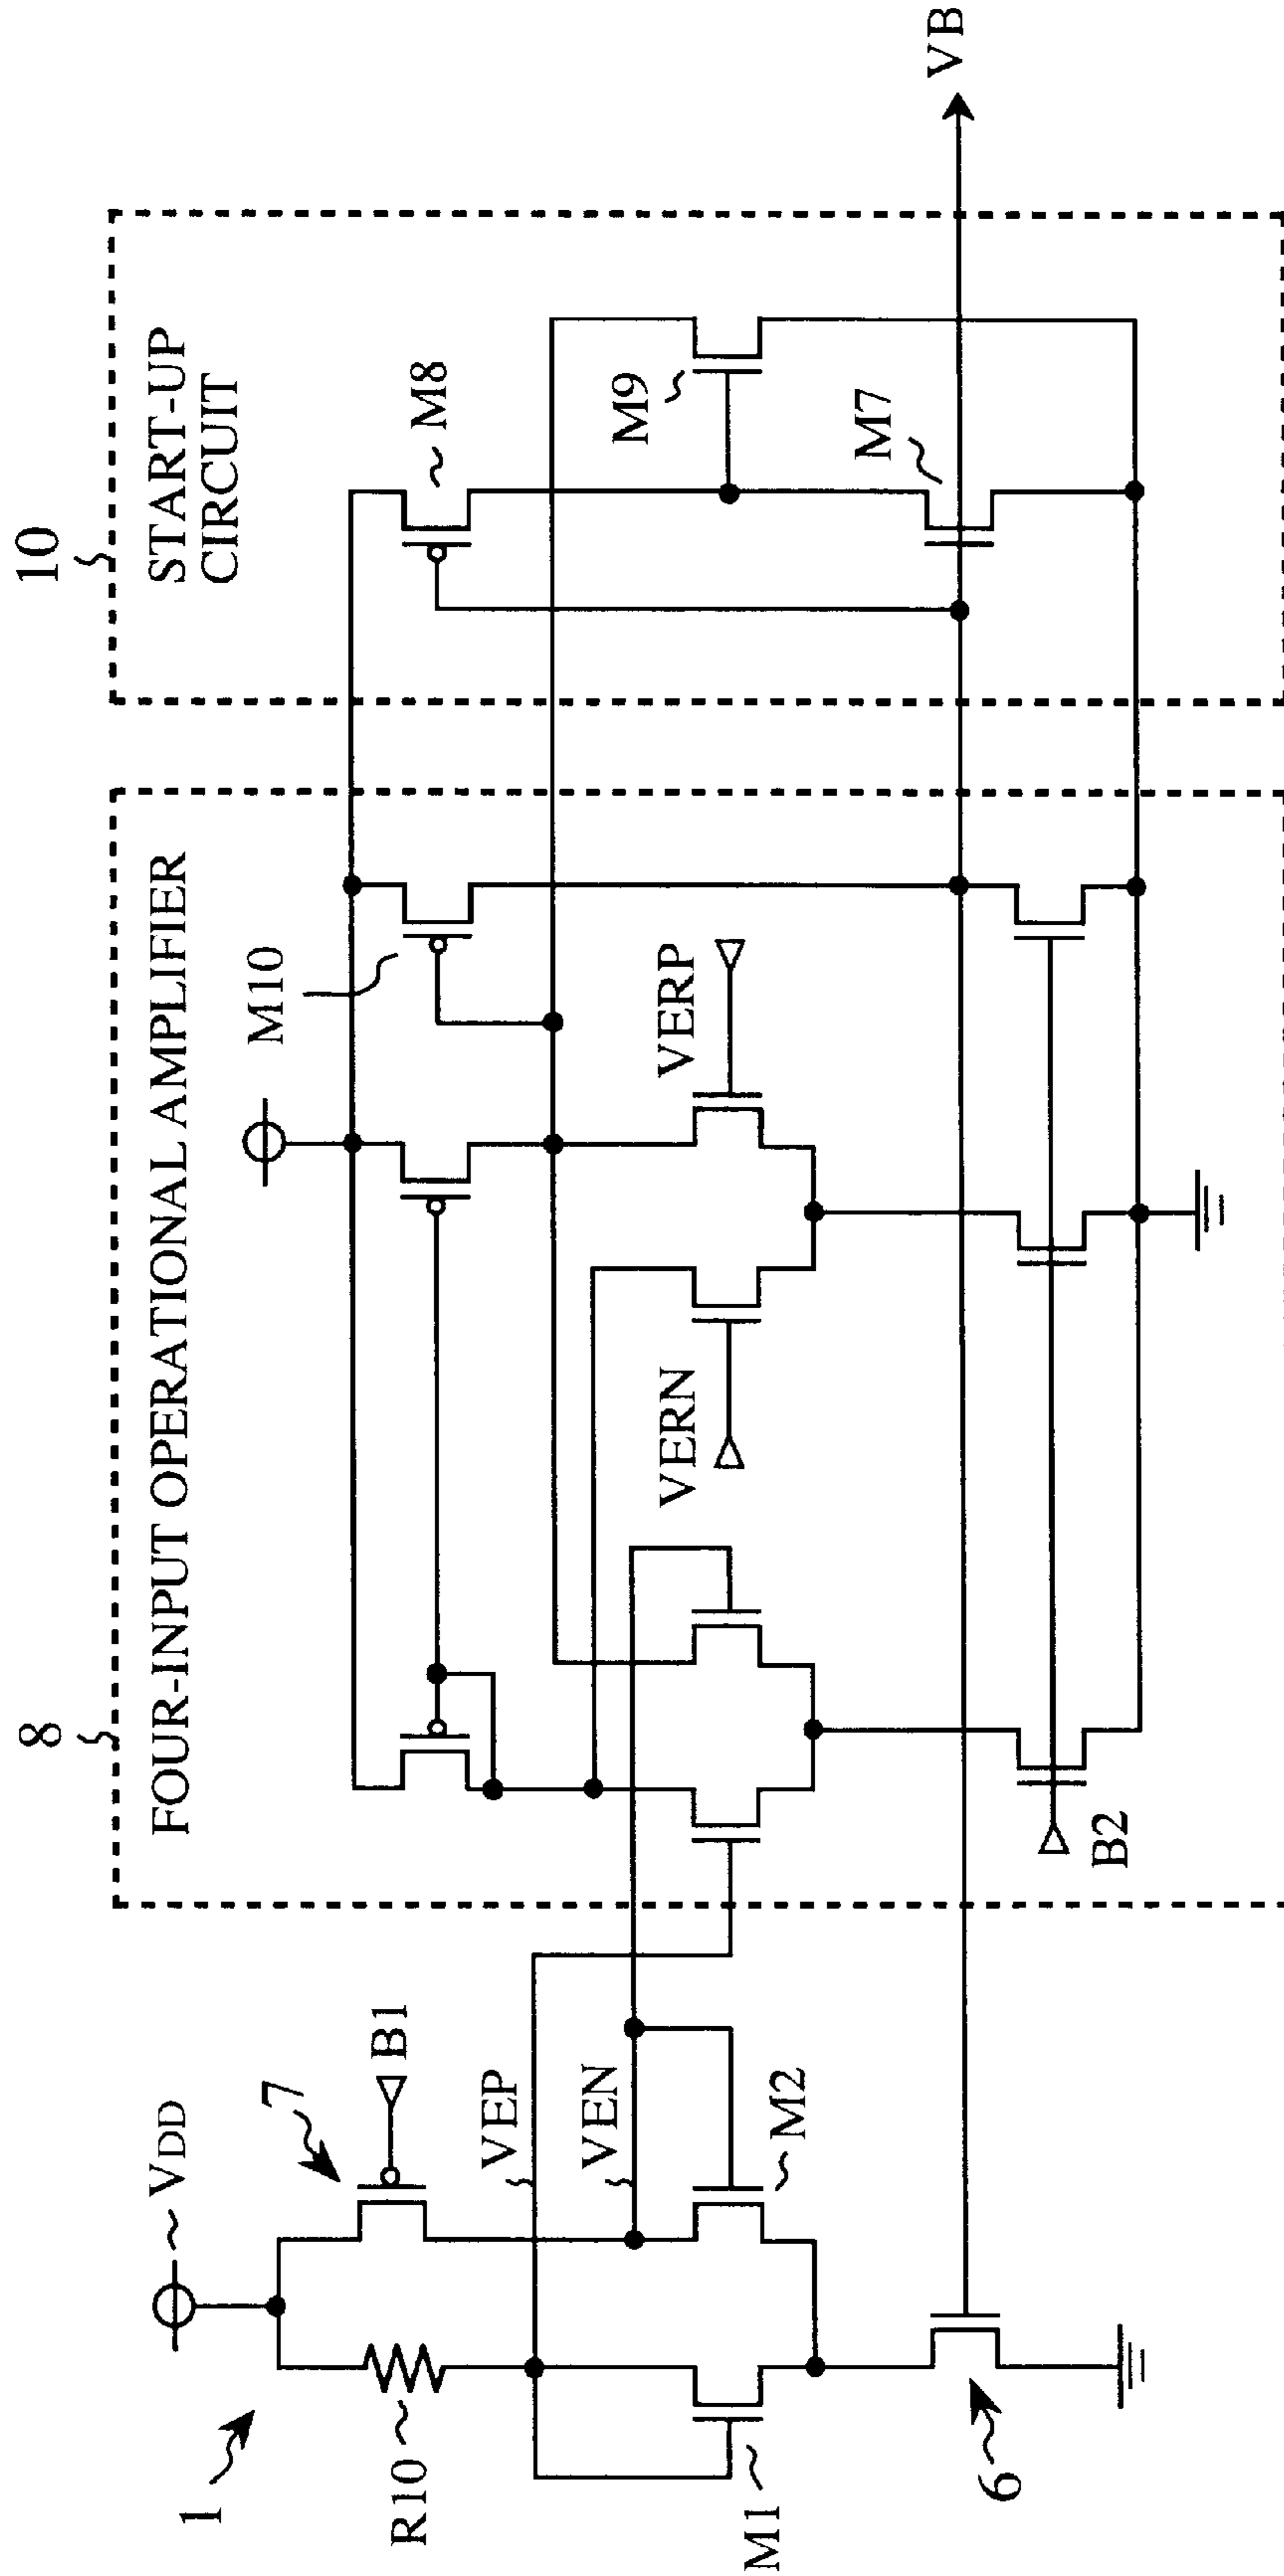 8
FOUR-INPUT OPERATIONAL AMPLIFIER
10
START-UP
CIRCUIT
1
VDD
7
B1
R10
VEP
VEN
M1
M2
6
M10
VERN
VERP
B2
M8
M9
M7
VB